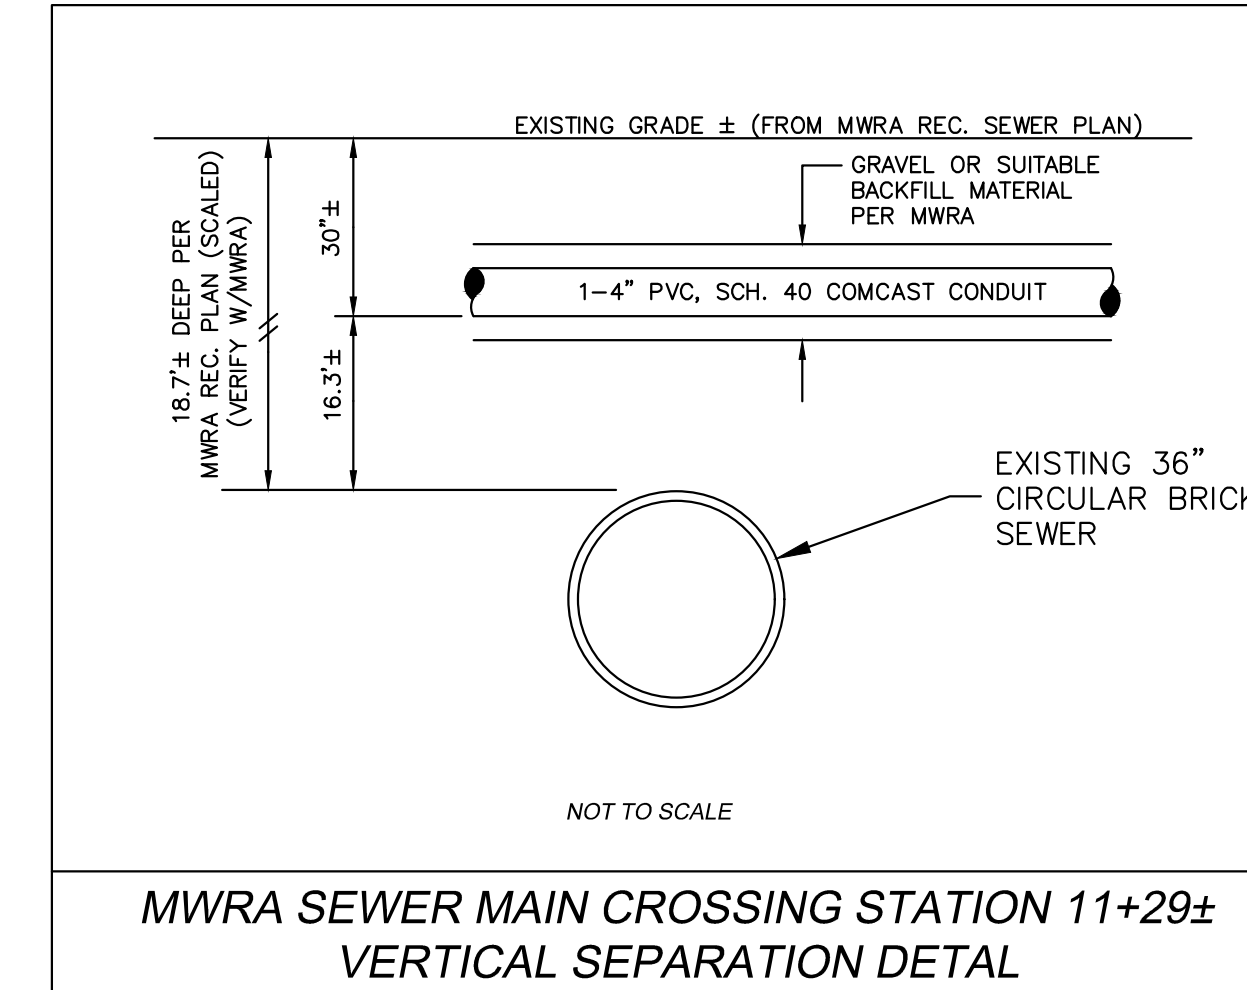 EXISTING GRADE ± (FROM MWRA REC. SEWER PLAN)
GRAVEL OR SUITABLE
BACKFILL MATERIAL
PER MWRA
18.7'± DEEP PER
MWRA REC. PLAN (SCALED)
(VERIFY W/MWRA)
30"±
1-4" PVC, SCH. 40 COMCAST CONDUIT
16.3'±
EXISTING 36"
CIRCULAR BRICK
SEWER
NOT TO SCALE
MWRA SEWER MAIN CROSSING STATION 11+29±
VERTICAL SEPARATION DETAL